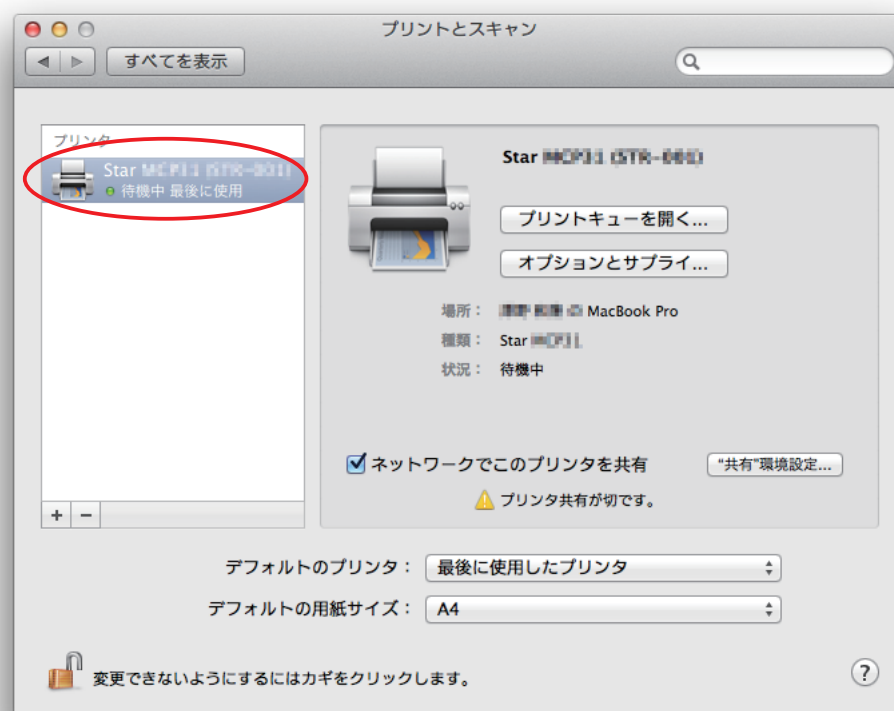 プリントとスキャン
すべてを表示
プリンタ
Star
待機中 最後に使用
Star
プリントキューを開く...
オプションとサプライ...
場所： MacBook Pro
種類： Star
状況： 待機中
ネットワークでこのプリンタを共有
"共有"環境設定...
プリンタ共有が切です。
デフォルトのプリンタ： 最後に使用したプリンタ
デフォルトの用紙サイズ： A4
変更できないようにするにはカギをクリックします。
?